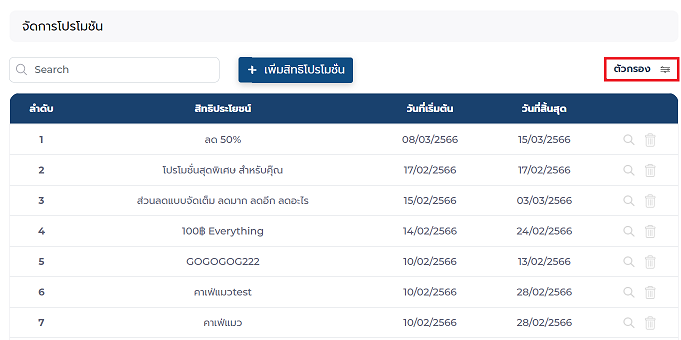 จัดการโปรโมชัน
Search + เพิ่มสิทธิโปรโมชั่น ตัวกรอง
ลำดับ สิทธิประโยชน์ วันที่เริ่มต้น วันที่สิ้นสุด
1 ลด 50% 08/03/2566 15/03/2566
2 โปรโมชั่นสุดพิเศษ สำหรับคุ๊ณ 17/02/2566 17/02/2566
3 ส่วนลดแบบจัดเต็ม ลดมาก ลดอีก ลดอะไร 15/02/2566 03/03/2566
4 100฿ Everything 14/02/2566 24/02/2566
5 GOGOGOG222 10/02/2566 13/02/2566
6 คาเฟ่แมวtest 10/02/2566 28/02/2566
7 คาเฟ่แมว 10/02/2566 28/02/2566